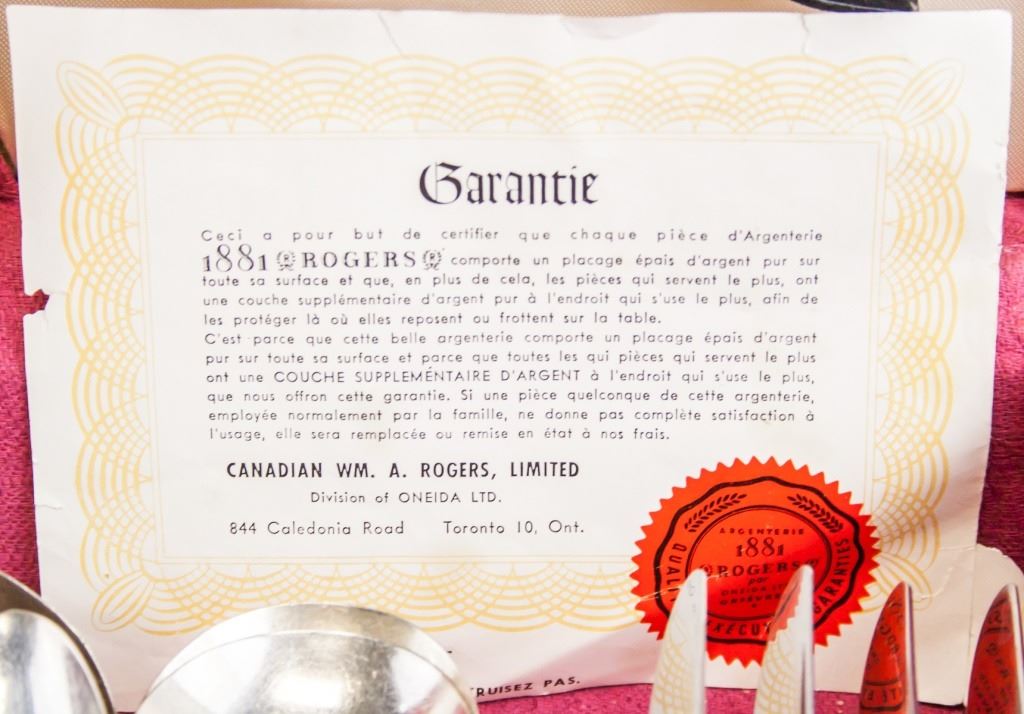 Garantie
Ceci a pour but de certifier que chaque pièce d'Argenterie
1881 ® ROGERS ® comporte un placage épais d'argent pur sur
toute sa surface et que, en plus de cela, les pièces qui servent le plus, ont
une couche supplémentaire d'argent pur à l'endroit qui s'use le plus, afin de
les protéger là où elles reposent ou frottent sur la table.
C'est parce que cette belle argenterie comporte un placage épais d'argent
pur sur toute sa surface et parce que toutes les qui pièces qui servent le plus
ont une COUCHE SUPPLEMÉNTAIRE D'ARGENT à l'endroit qui s'use le plus,
que nous offron cette garantie. Si une pièce quelconque de cette argenterie,
employée normalement par la famille, ne donne pas complète satisfaction à
l'usage, elle sera remplacée ou remise en état à nos frais.
CANADIAN WM. A. ROGERS, LIMITED
Division of ONEIDA LTD.
844 Caledonia Road Toronto 10, Ont.
ARGENTERIE
1881
® ROGERS
par
GARANTIES
PAS.